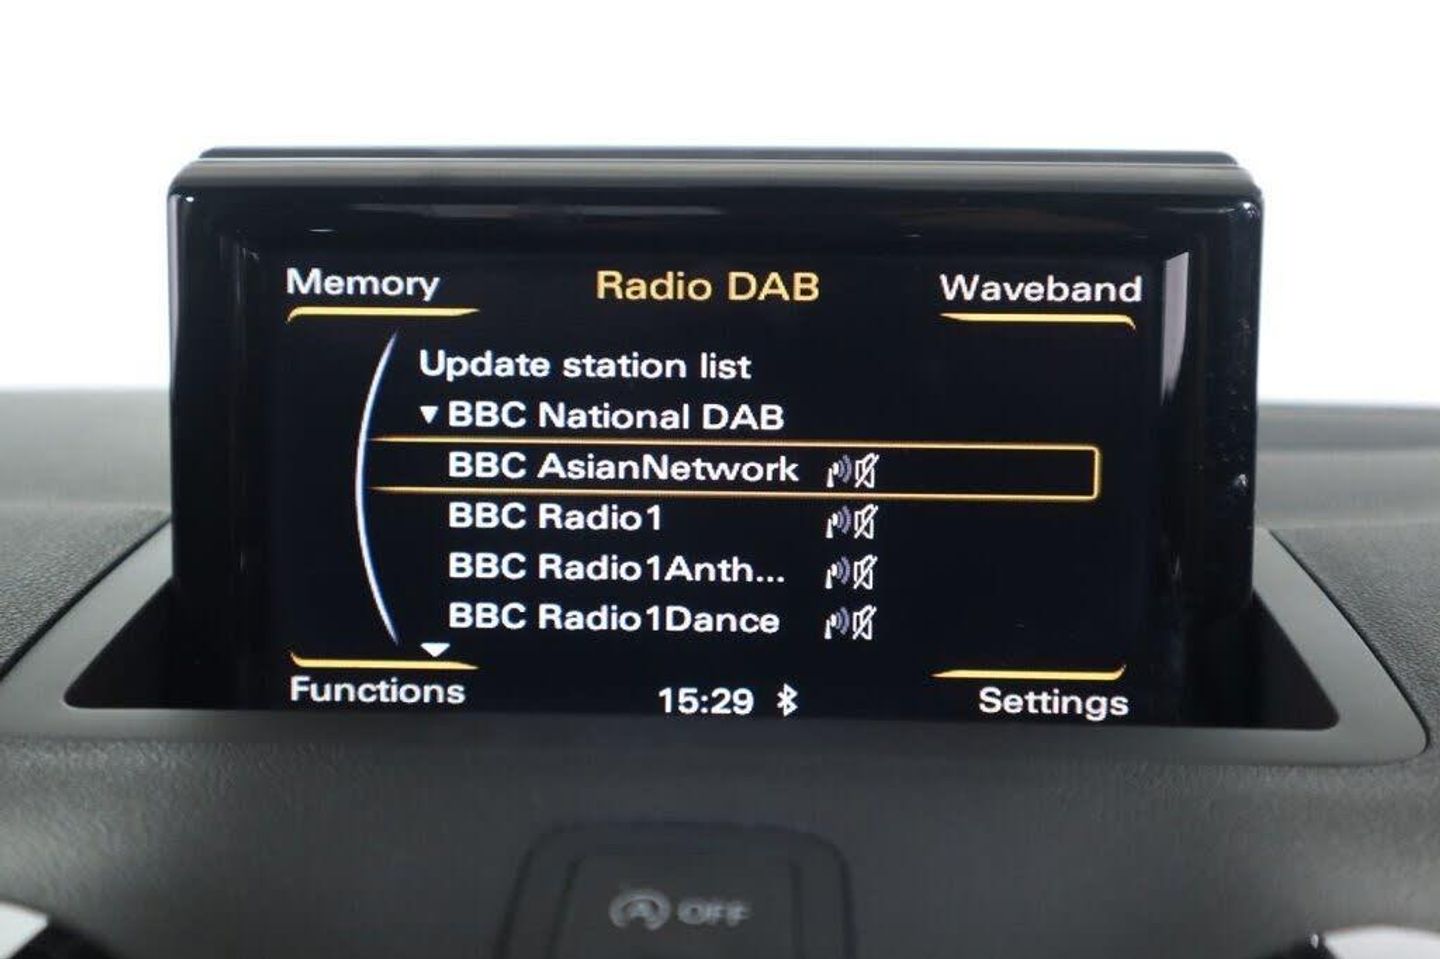 Memory Radio DAB Waveband
Update station list
▼BBC National DAB
BBC AsianNetwork
BBC Radio1
BBC Radio1Anth...
BBC Radio1Dance
Functions 15:29 Settings
A OFF